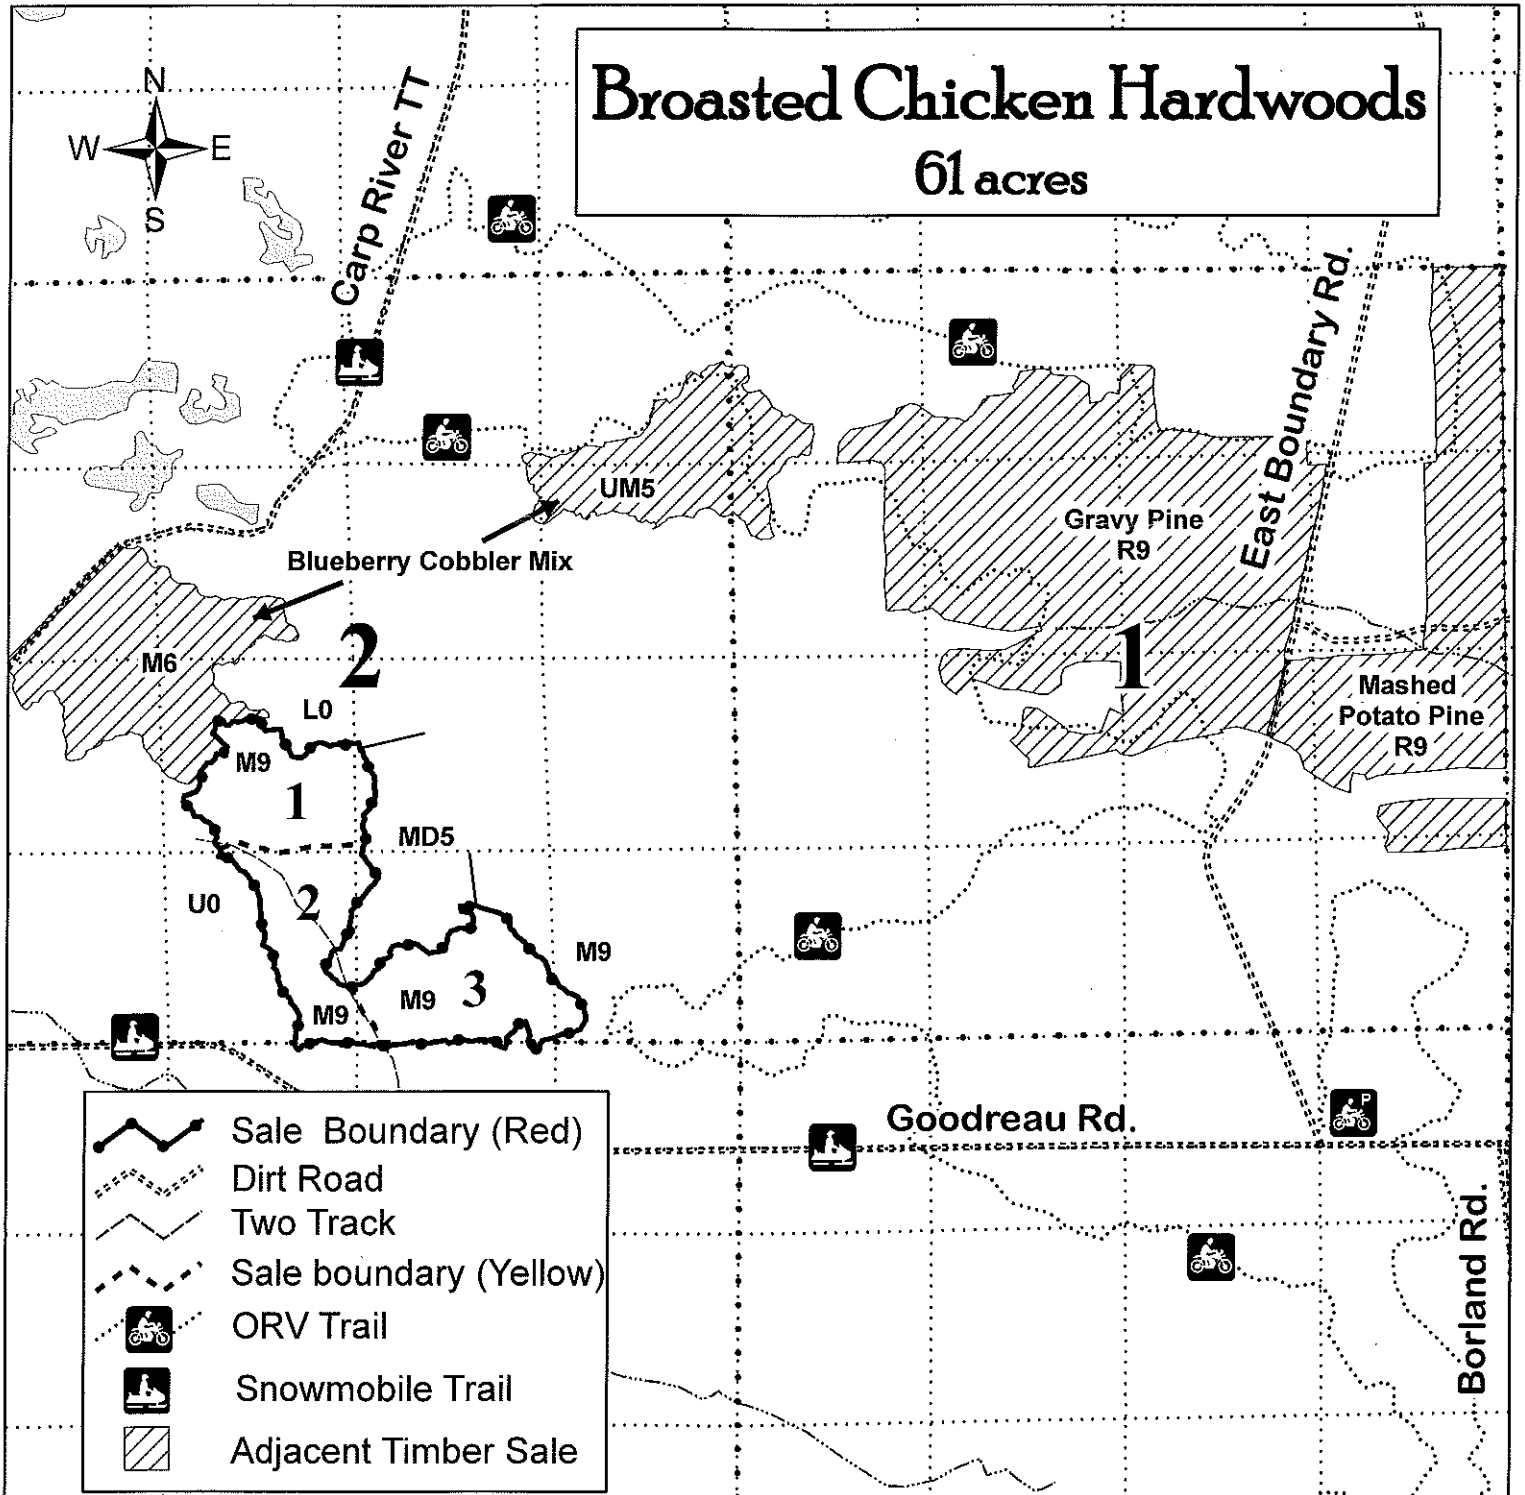 Broasted Chicken Hardwoods
61 acres
N
W
E
S
Carp River TT
East Boundary Rd.
UM5
Gravy Pine
R9
Blueberry Cobbler Mix
M6
2
1
Mashed
Potato Pine
R9
L0
M9
1
MD5
U0
2
M9
M9
M9
3
P
Goodreau Rd.
Borland Rd.
Sale Boundary (Red)
Dirt Road
Two Track
Sale boundary (Yellow)
ORV Trail
Snowmobile Trail
Adjacent Timber Sale